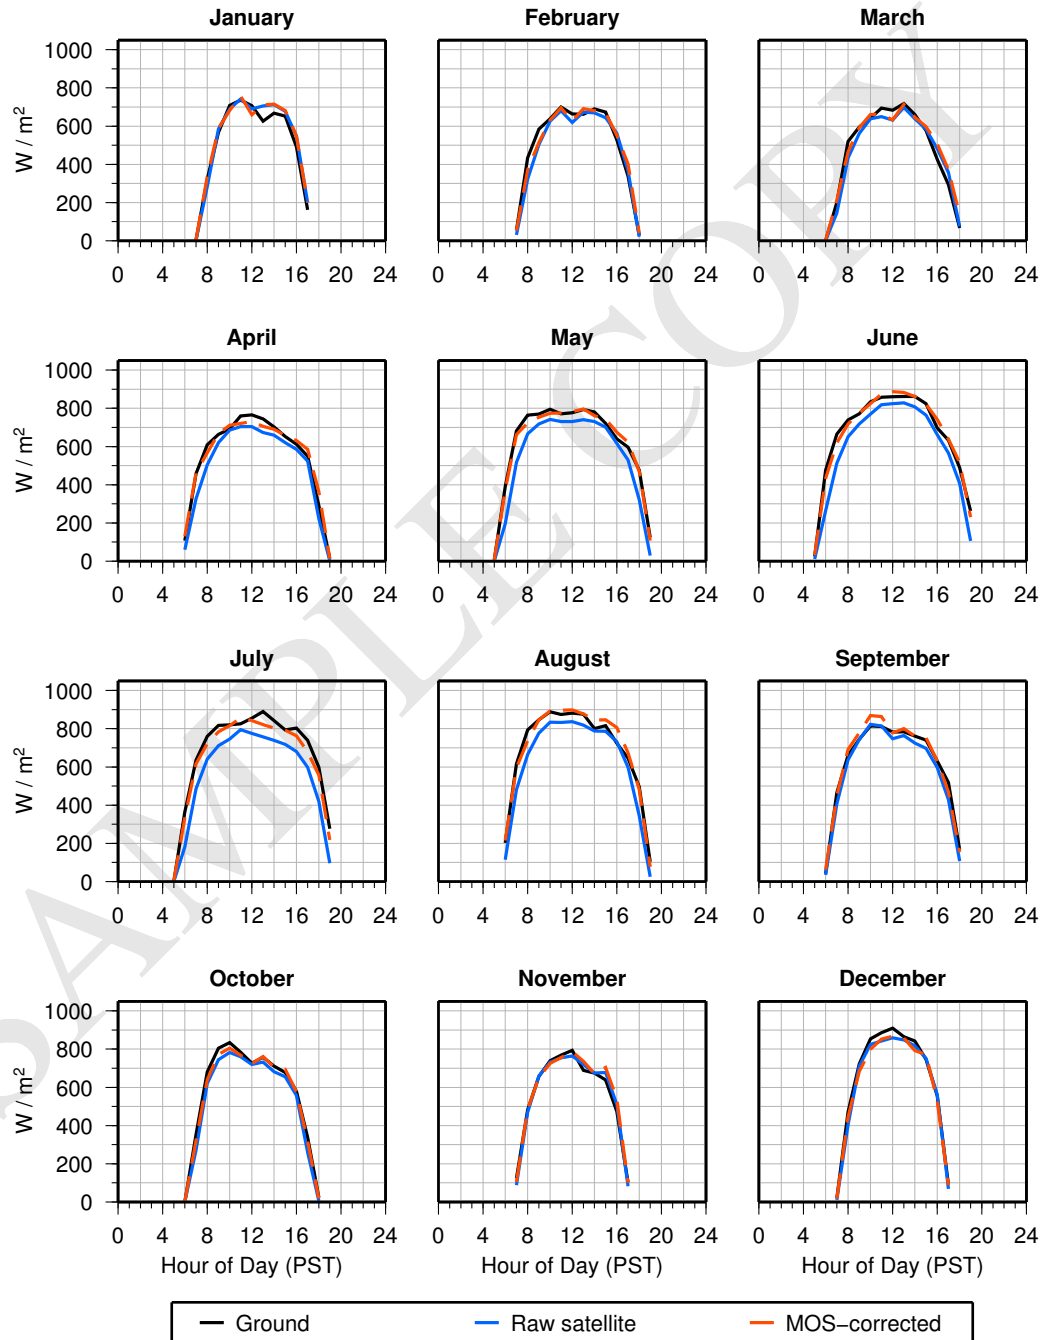 January February March
1000
800
600
400
200
0
W / m2
0 4 8 12 16 20 24 0 4 8 12 16 20 24 0 4 8 12 16 20 24
April May June
1000
800
600
400
200
0
W / m2
0 4 8 12 16 20 24 0 4 8 12 16 20 24 0 4 8 12 16 20 24
July August September
1000
800
600
400
200
0
W / m2
0 4 8 12 16 20 24 0 4 8 12 16 20 24 0 4 8 12 16 20 24
October November December
1000
800
600
400
200
0
W / m2
0 4 8 12 16 20 24 0 4 8 12 16 20 24 0 4 8 12 16 20 24
Hour of Day (PST) Hour of Day (PST) Hour of Day (PST)
Ground Raw satellite MOS−corrected
SAMPLE COPY